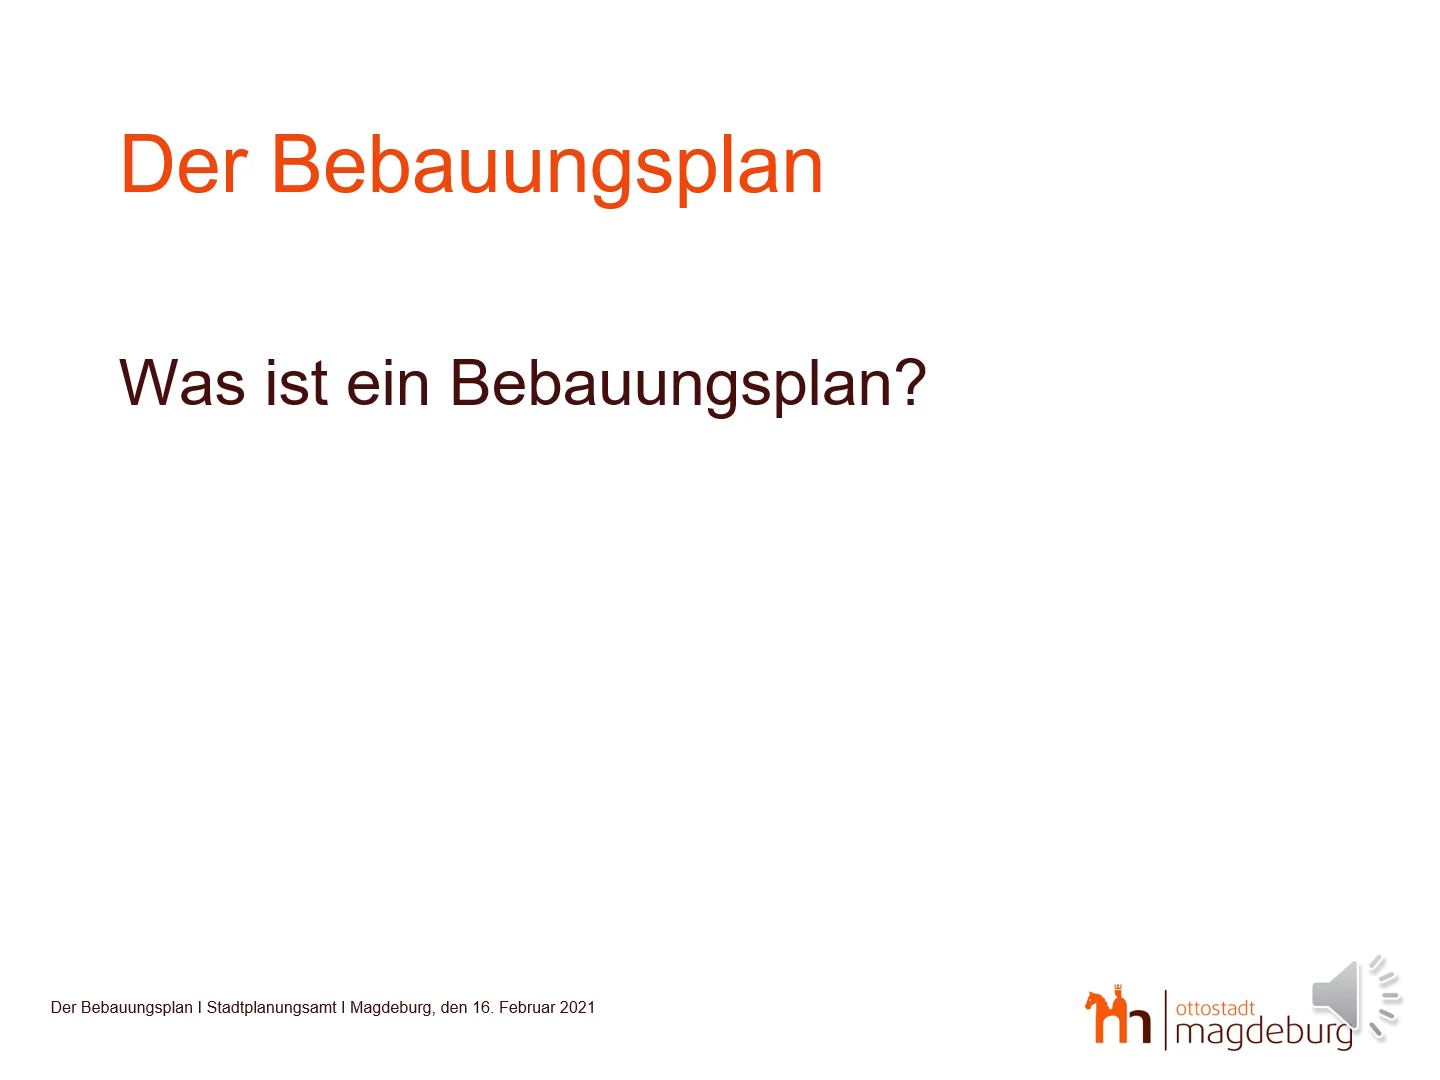 Der Bebauungsplan
Was ist ein Bebauungsplan?
Der Bebauungsplan I Stadtplanungsamt I Magdeburg, den 16. Februar 2021
ottostadt
magdeburg